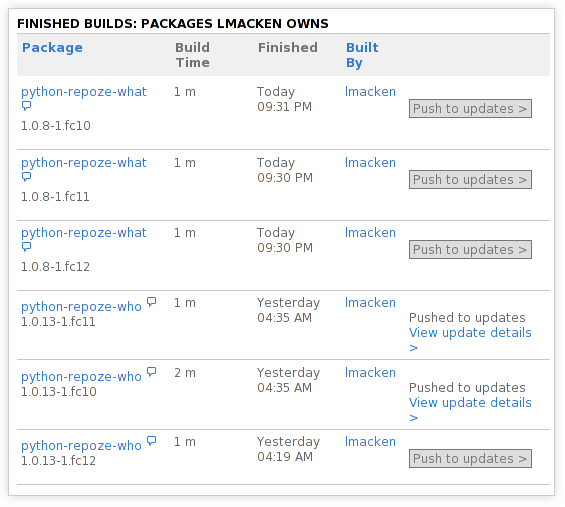 FINISHED BUILDS: PACKAGES LMACKEN OWNS
Package Build Time Finished Built By
python-repoze-what 1 m Today 09:31 PM lmacken
Push to updates >
1.0.8-1.fc10
python-repoze-what 1 m Today 09:30 PM lmacken
Push to updates >
1.0.8-1.fc11
python-repoze-what 1 m Today 09:30 PM lmacken
Push to updates >
1.0.8-1.fc12
python-repoze-who 1 m Yesterday 04:35 AM lmacken
1.0.13-1.fc11 Pushed to updates
View update details >
python-repoze-who 2 m Yesterday 04:35 AM lmacken
1.0.13-1.fc10 Pushed to updates
View update details >
python-repoze-who 1 m Yesterday 04:19 AM lmacken
1.0.13-1.fc12 Push to updates >